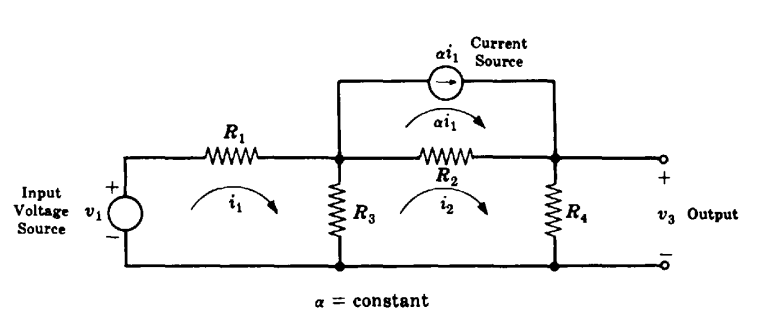 αi₁ Current
Source
αi₁
R₁
R₂
+
+
Input
Voltage v₁
Source
i₁
R₃
i₂
R₄
v₃ Output
−
−
α = constant